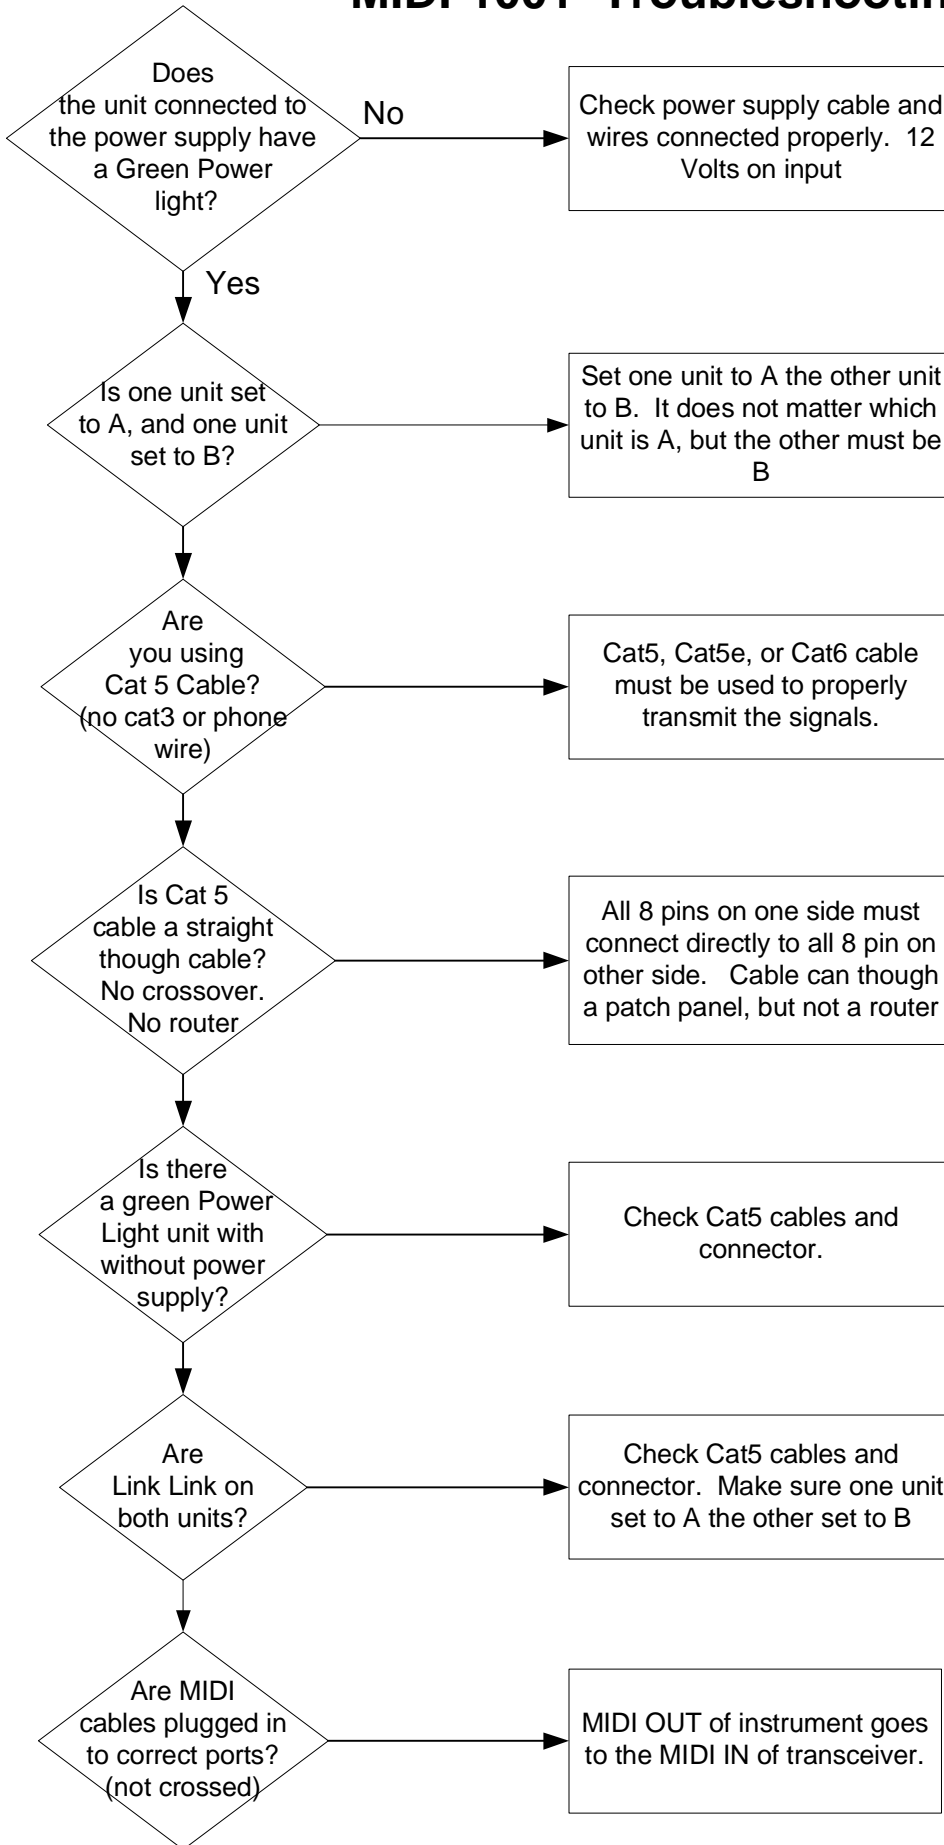 MIDI-1001 Troubleshootin
Does
the unit connected to
the power supply have
a Green Power
light?
No
Check power supply cable and
wires connected properly. 12
Volts on input
Yes
Is one unit set
to A, and one unit
set to B?
Set one unit to A the other unit
to B. It does not matter which
unit is A, but the other must be
B
Are
you using
Cat 5 Cable?
(no cat3 or phone
wire)
Cat5, Cat5e, or Cat6 cable
must be used to properly
transmit the signals.
Is Cat 5
cable a straight
though cable?
No crossover.
No router
All 8 pins on one side must
connect directly to all 8 pin on
other side. Cable can though
a patch panel, but not a router
Is there
a green Power
Light unit with
without power
supply?
Check Cat5 cables and
connector.
Are
Link Link on
both units?
Check Cat5 cables and
connector. Make sure one unit
set to A the other set to B
Are MIDI
cables plugged in
to correct ports?
(not crossed)
MIDI OUT of instrument goes
to the MIDI IN of transceiver.